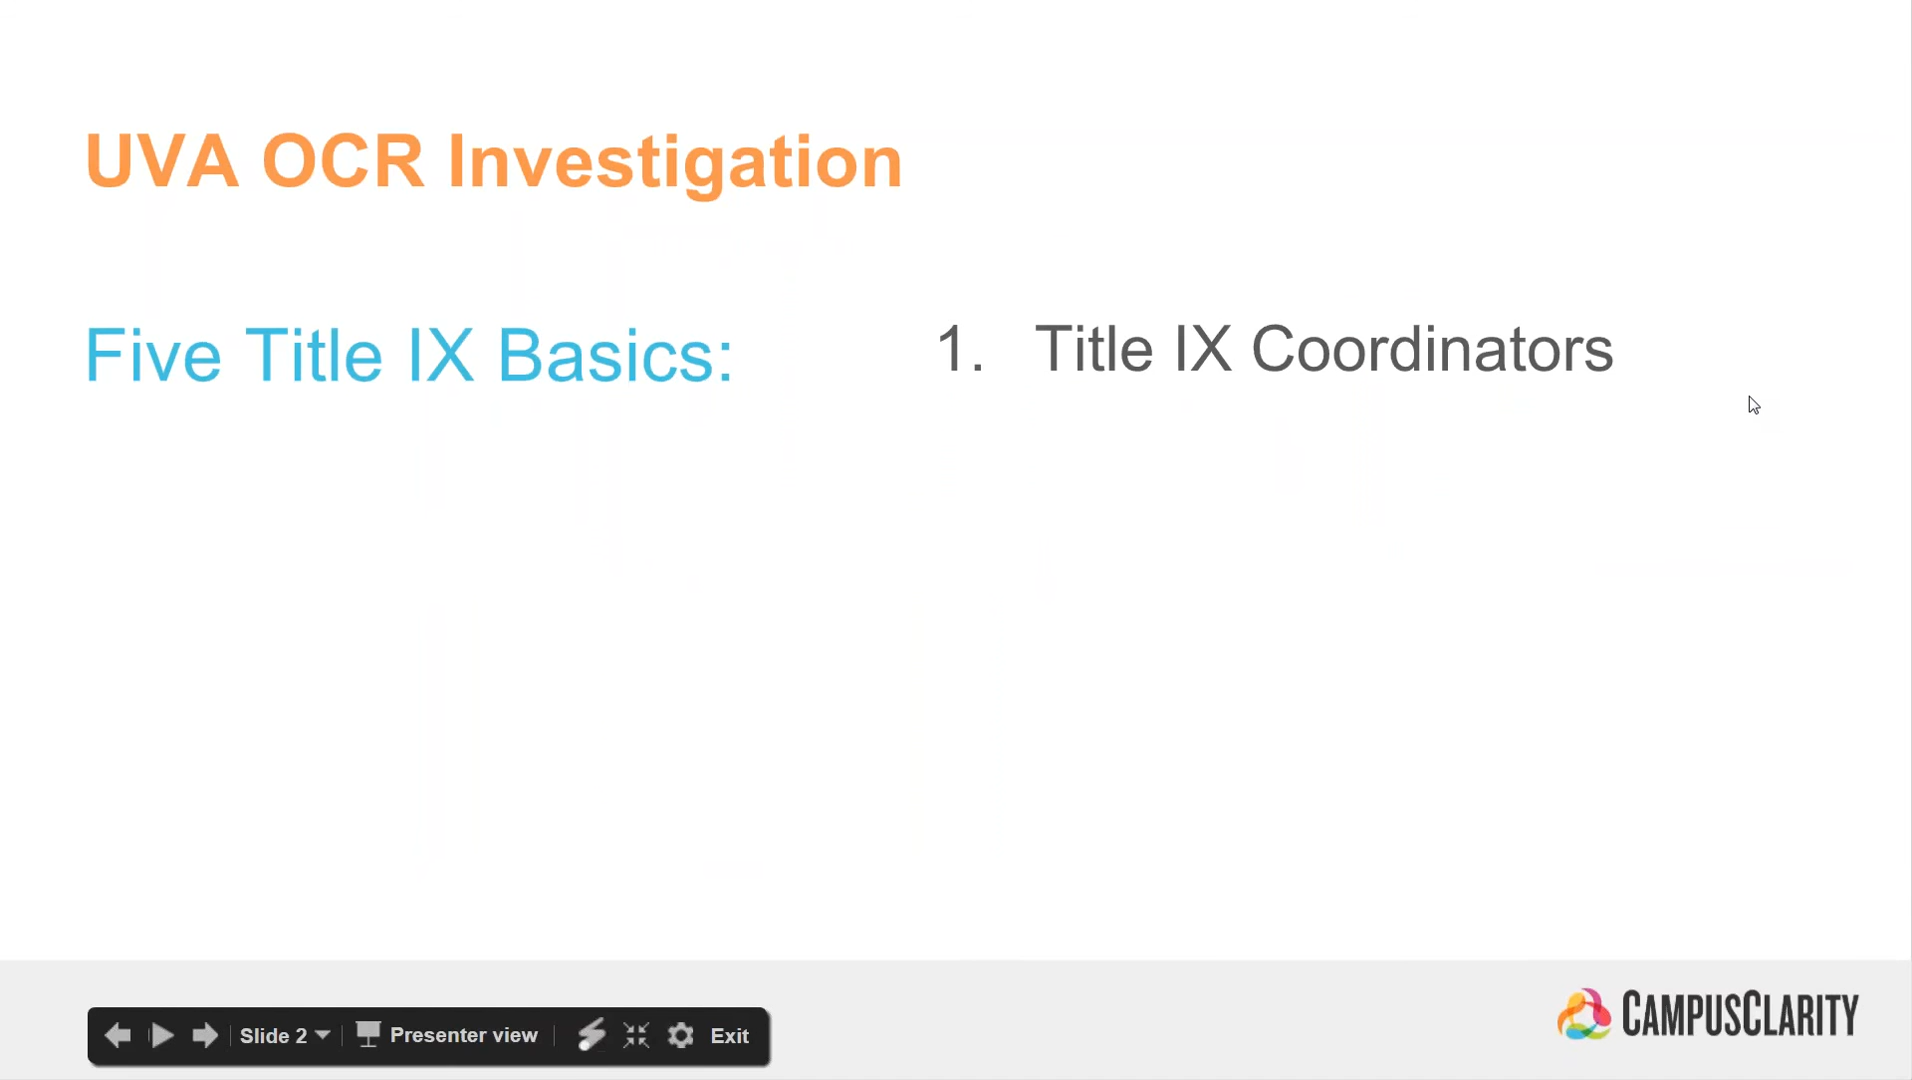 UVA OCR Investigation
Five Title IX Basics:
1. Title IX Coordinators
Slide 2
Presenter view
Exit
CAMPUSCLARITY